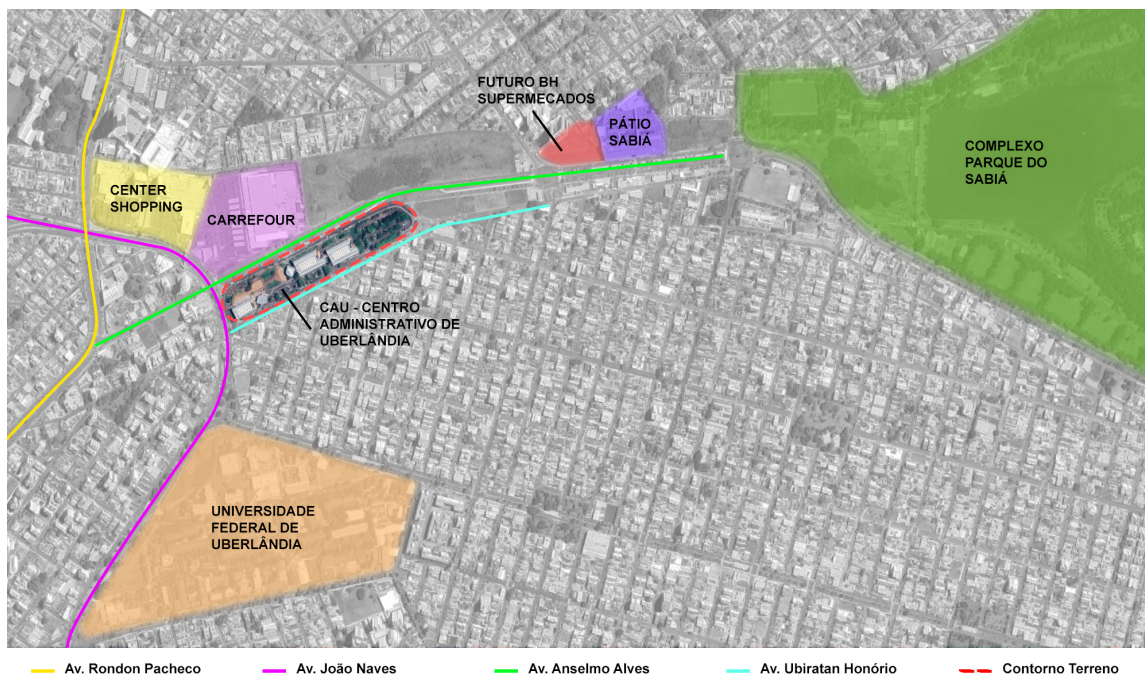 FUTURO BH
SUPERMECADOS
PÁTIO
SABIÁ
COMPLEXO
PARQUE DO
SABIÁ
CENTER
SHOPPING
CARREFOUR
CAU - CENTRO
ADMINISTRATIVO DE
UBERLÂNDIA
UNIVERSIDADE
FEDERAL DE
UBERLÂNDIA
Av. Rondon Pacheco
Av. João Naves
Av. Anselmo Alves
Av. Ubiratan Honório
Contorno Terreno